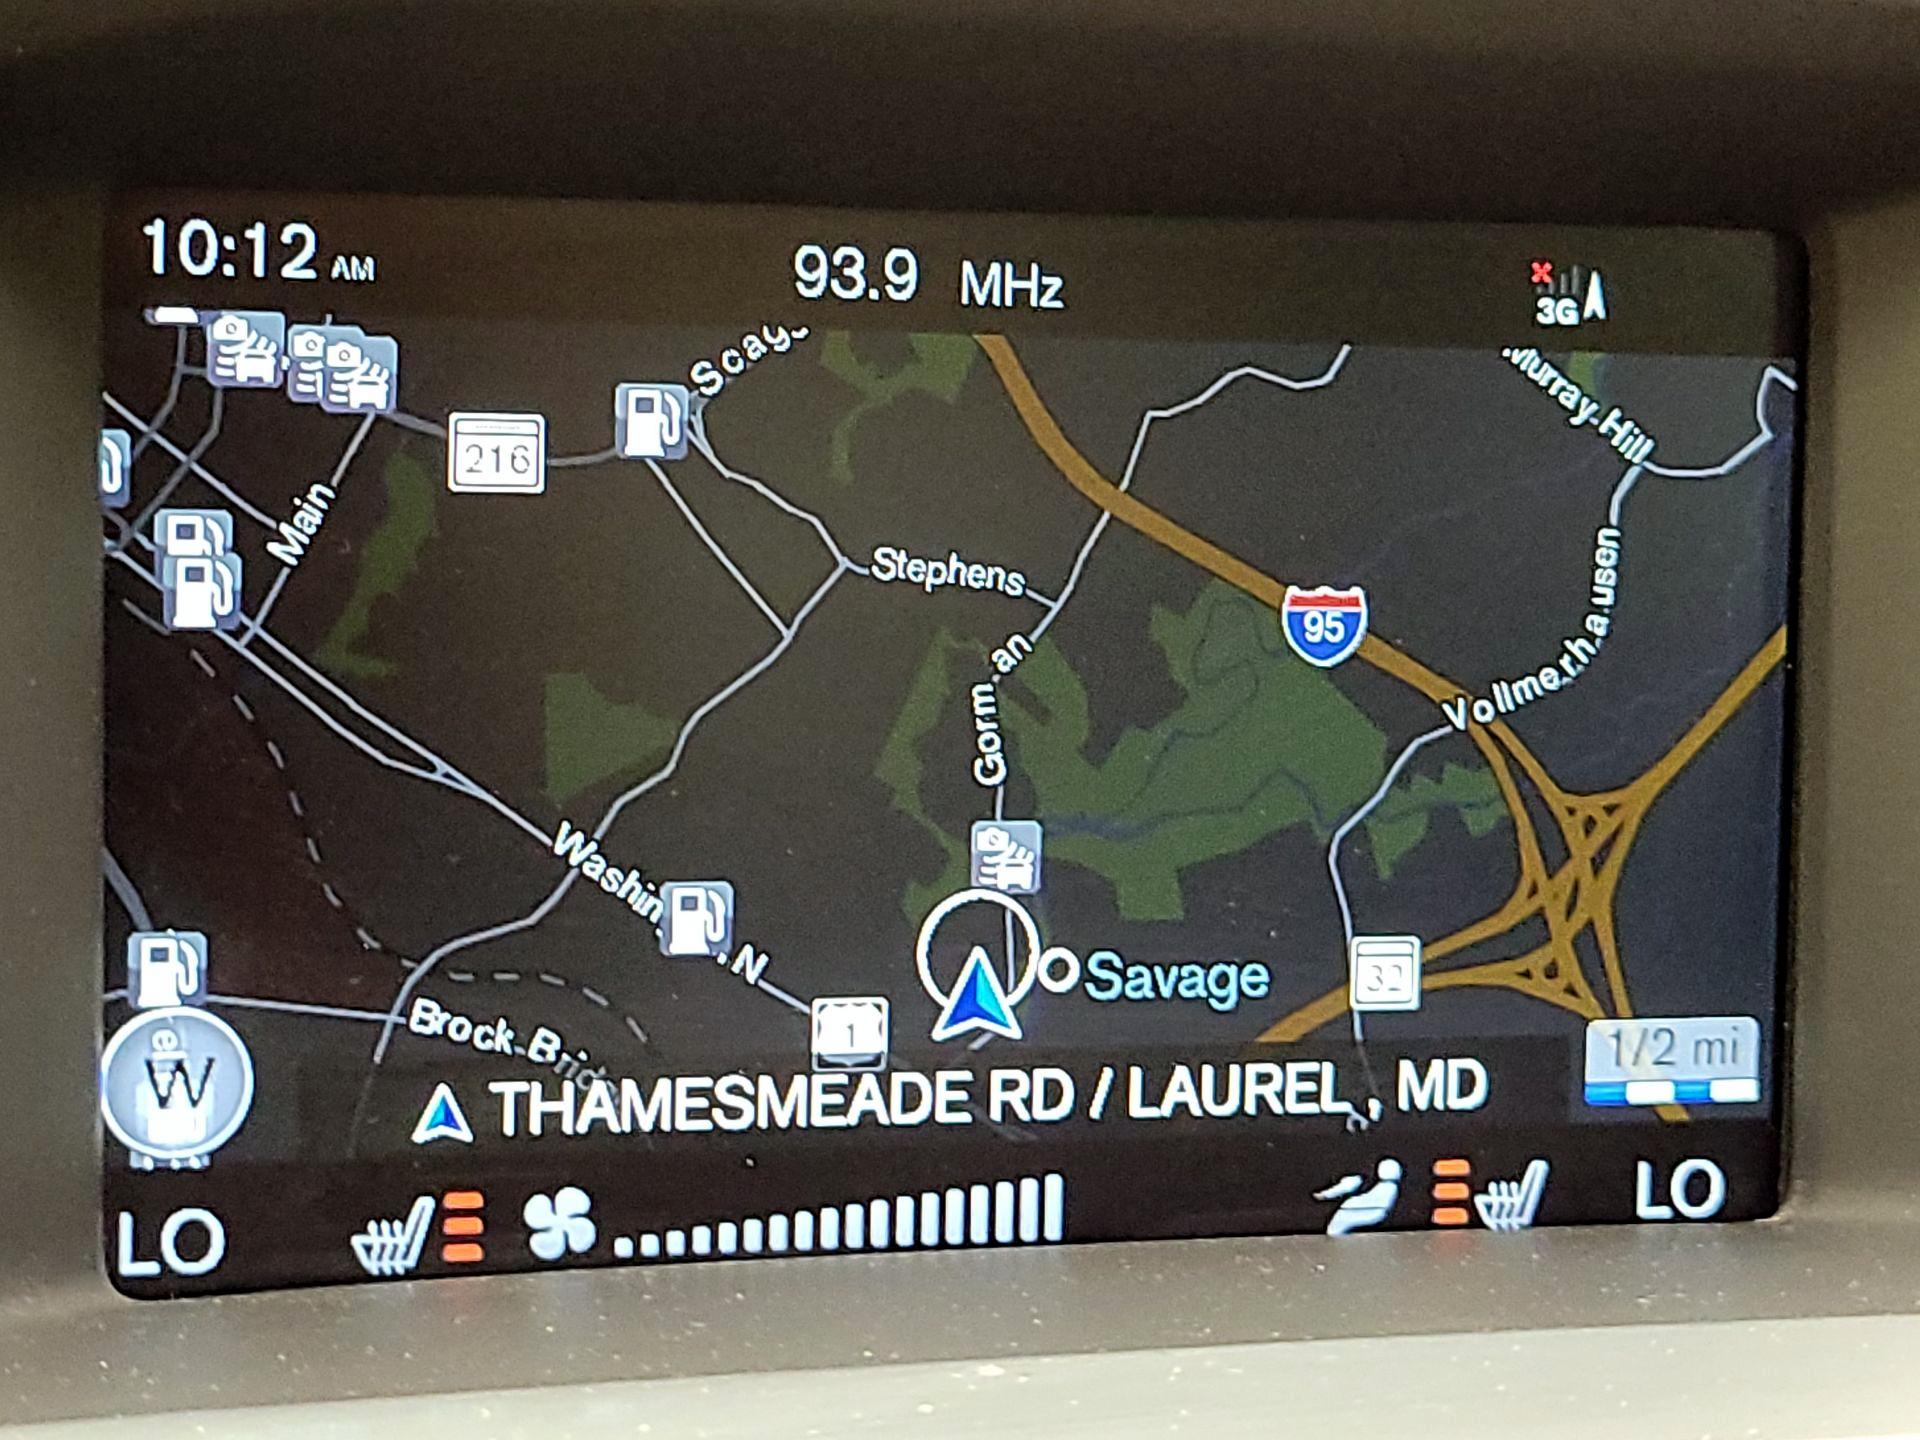 10:12 AM
93.9 MHz
3G
216
Main
Stephens
Gorman
Murray-Hill
95
Vollmerhausen
Washin
N
1
Savage
32
Brock-Bridg
W
1/2 mi
THAMESMEADE RD / LAUREL, MD
LO
LO